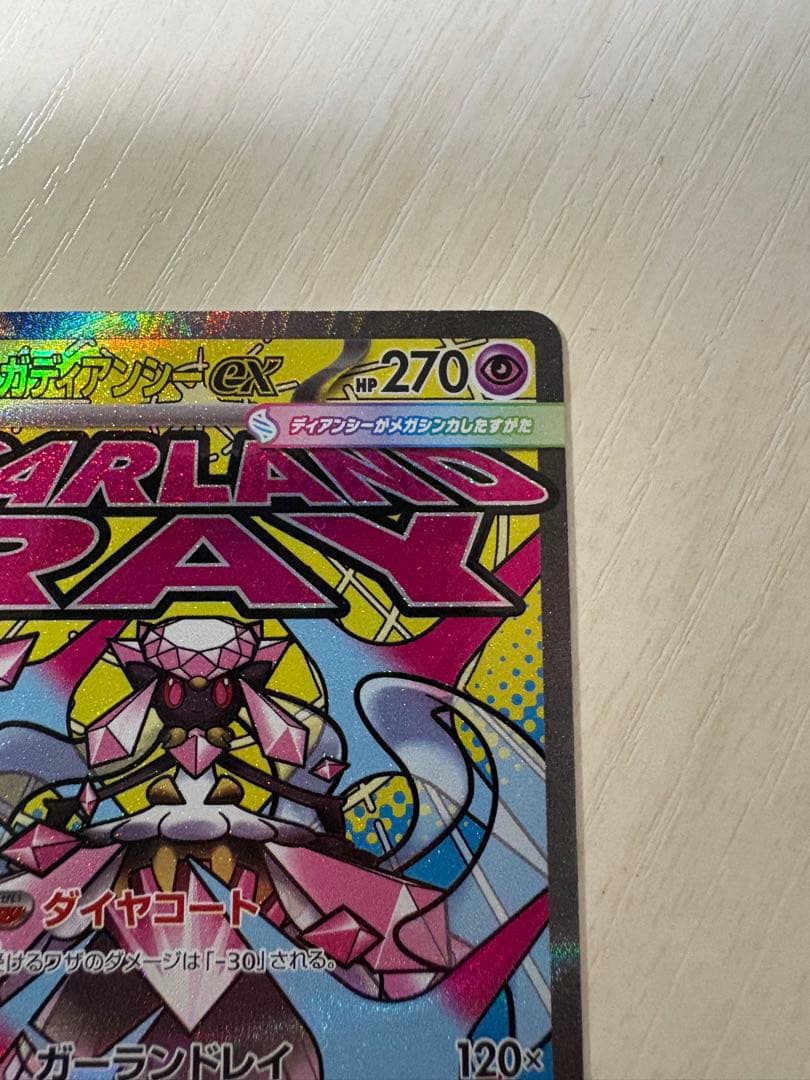 ガディアンシーex HP270
ディアンシーがメガシンカしたすがた
GARLAND
RAY
ダイヤコート
受けるワザのダメージは「-30」される。
ガーランドレイ 120×